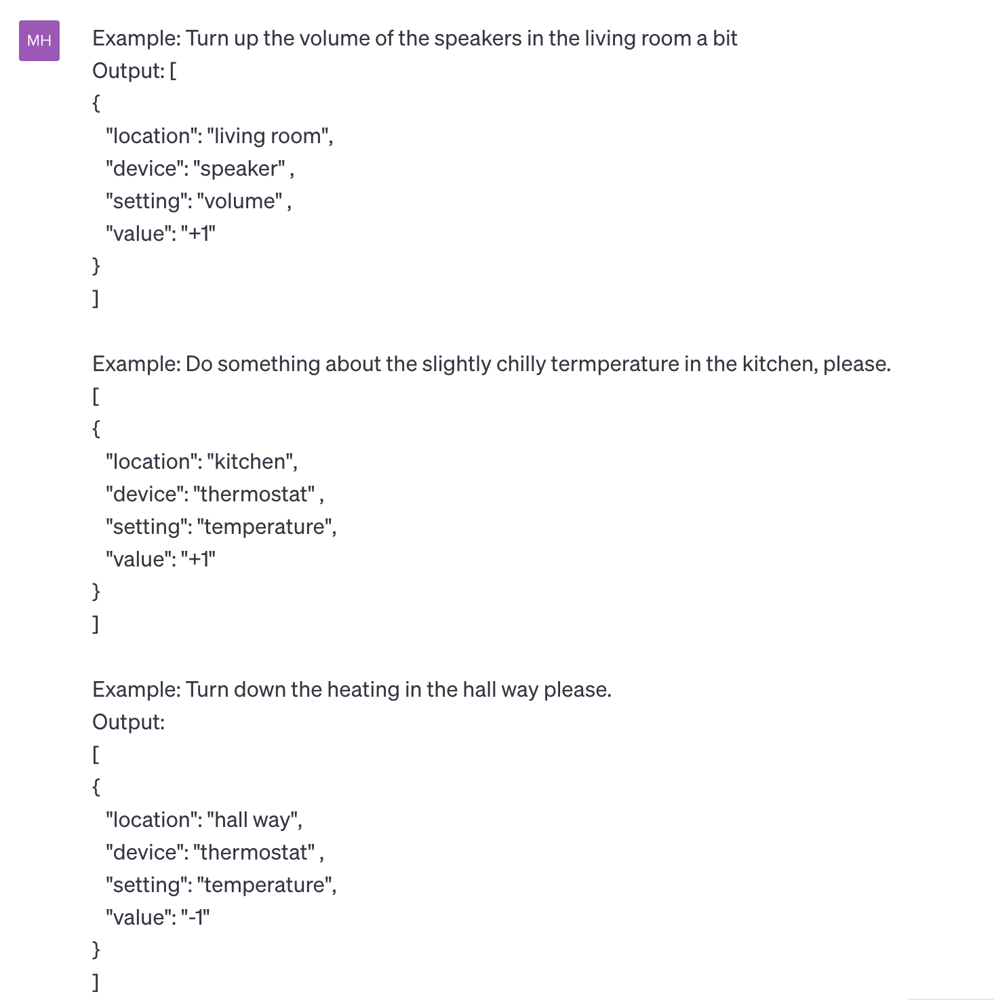 MH
Example: Turn up the volume of the speakers in the living room a bit
Output: [
{
"location": "living room",
"device": "speaker" ,
"setting": "volume" ,
"value": "+1"
}
]
Example: Do something about the slightly chilly termperature in the kitchen, please.
[
{
"location": "kitchen",
"device": "thermostat" ,
"setting": "temperature",
"value": "+1"
}
]
Example: Turn down the heating in the hall way please.
Output:
[
{
"location": "hall way",
"device": "thermostat" ,
"setting": "temperature",
"value": "-1"
}
]